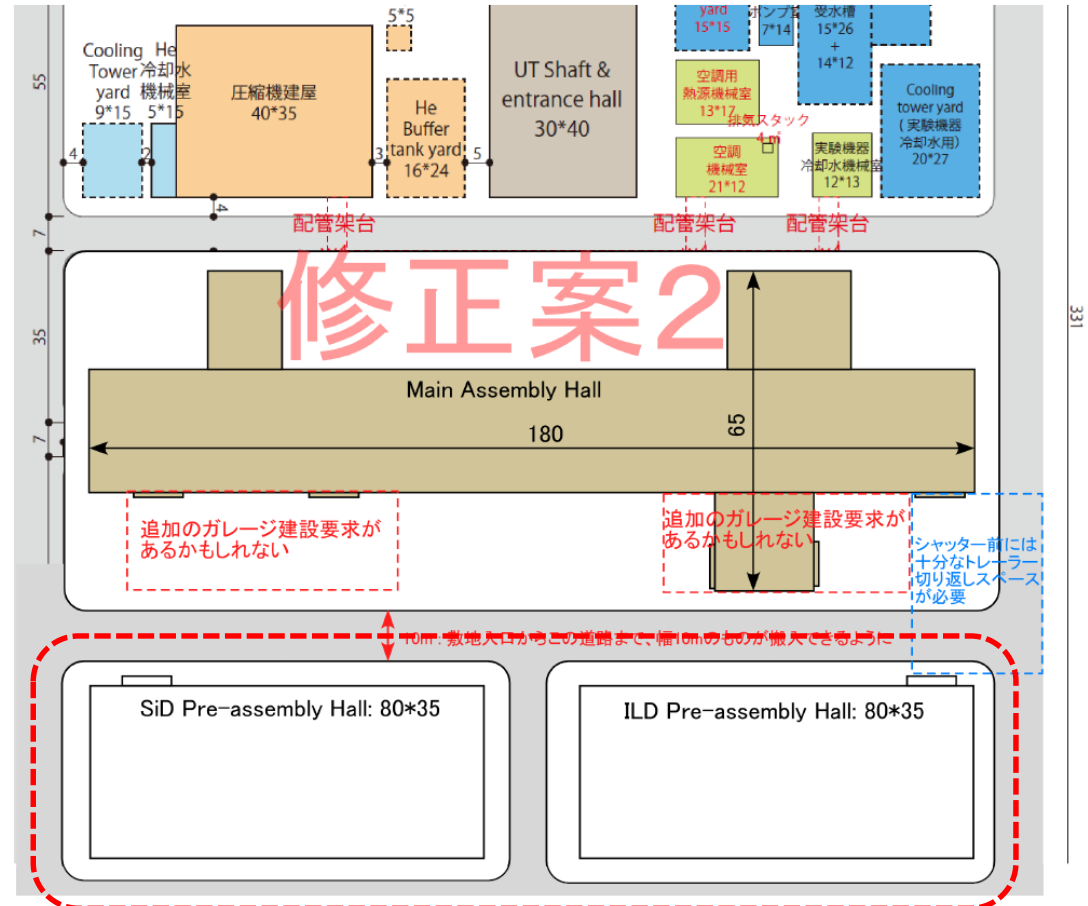 5*5
yard
15*15
ポンプ室
7*14
受水槽
15*26
+
14*12
Cooling
Tower
yard
9*15
He
冷却水
機械室
5*15
圧縮機建屋
40*35
He
Buffer
tank yard
16*24
UT Shaft &
entrance hall
30*40
空調用
熱源機械室
13*17
排気スタック
4㎡
空調
機械室
21*12
実験機器
冷却水機械室
12*13
Cooling
tower yard
(実験機器
冷却水用)
20*27
55
4
2
3
5
4
7
配管架台
配管架台
配管架台
修正案2
35
331
Main Assembly Hall
180
65
7
追加のガレージ建設要求が
あるかもしれない
追加のガレージ建設要求が
あるかもしれない
シャッター前には
十分なトレーラー
切り返しスペース
が必要
10m : 敷地入口からこの道路まで、幅10mのものが搬入できるように
SiD Pre-assembly Hall: 80*35
ILD Pre-assembly Hall: 80*35